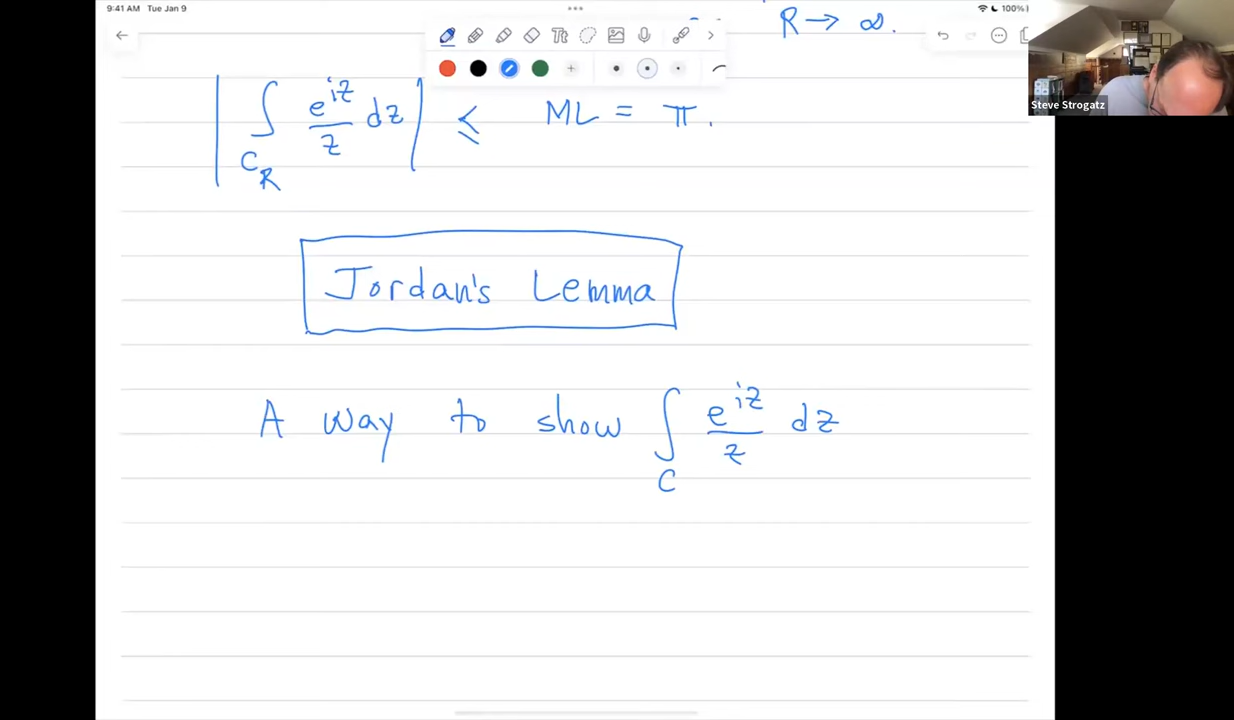 9:41 AM Tue Jan 9
100%
R → ∞.
| ∫_{C_R} e^{iz}/z dz | ≤ ML = π.
Steve Strogatz
Jordan's Lemma
A way to show ∫_C e^{iz}/z dz